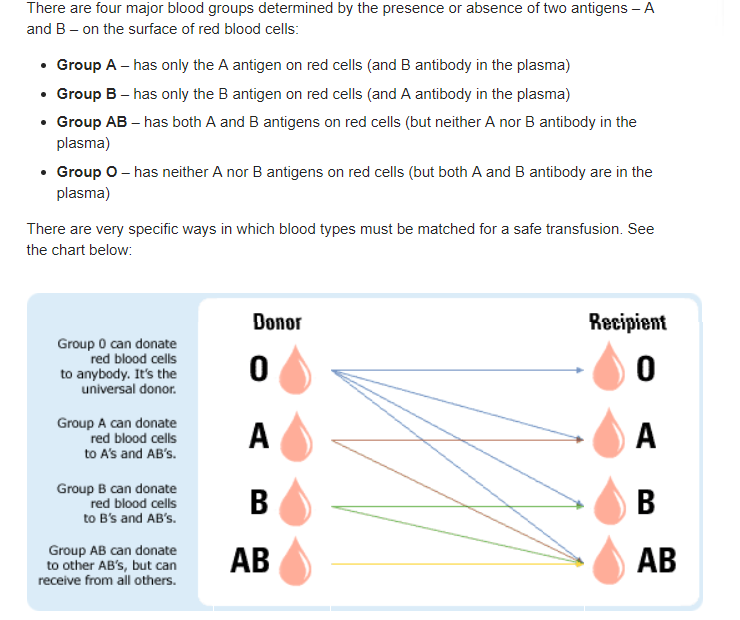 There are four major blood groups determined by the presence or absence of two antigens – A
and B – on the surface of red blood cells:
• Group A – has only the A antigen on red cells (and B antibody in the plasma)
• Group B – has only the B antigen on red cells (and A antibody in the plasma)
• Group AB – has both A and B antigens on red cells (but neither A nor B antibody in the
plasma)
• Group O – has neither A nor B antigens on red cells (but both A and B antibody are in the
plasma)
There are very specific ways in which blood types must be matched for a safe transfusion. See
the chart below:
Donor
Recipient
Group O can donate
red blood cells
to anybody. It's the
universal donor.
O
O
Group A can donate
red blood cells
to A's and AB's.
A
A
Group B can donate
red blood cells
to B's and AB's.
B
B
Group AB can donate
to other AB's, but can
receive from all others.
AB
AB